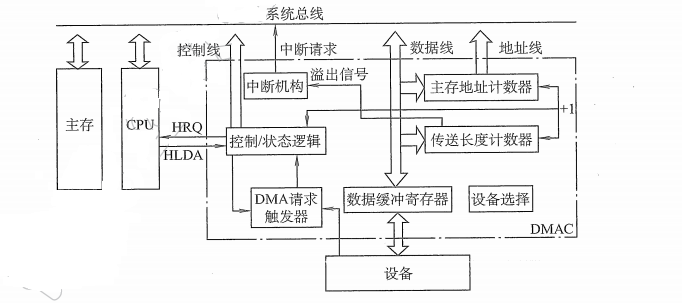 系统总线
控制线
中断请求
数据线
地址线
中断机构
溢出信号
主存地址计数器
+1
主存
CPU
HRQ
HLDA
控制/状态逻辑
传送长度计数器
DMA请求
触发器
数据缓冲寄存器
设备选择
DMAC
设备